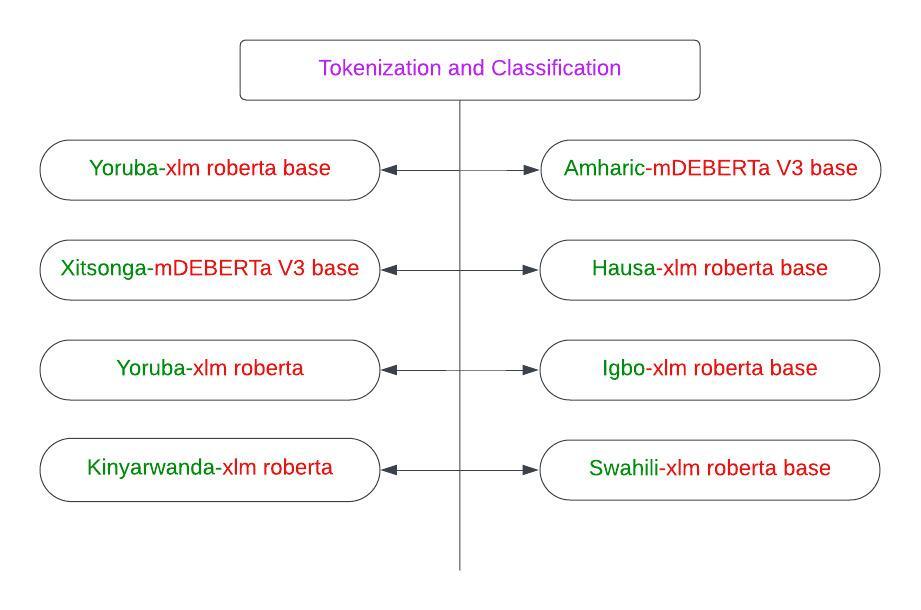 Tokenization and Classification
Yoruba-xlm roberta base
Amharic-mDEBERTa V3 base
Xitsonga-mDEBERTa V3 base
Hausa-xlm roberta base
Yoruba-xlm roberta
Igbo-xlm roberta base
Kinyarwanda-xlm roberta
Swahili-xlm roberta base